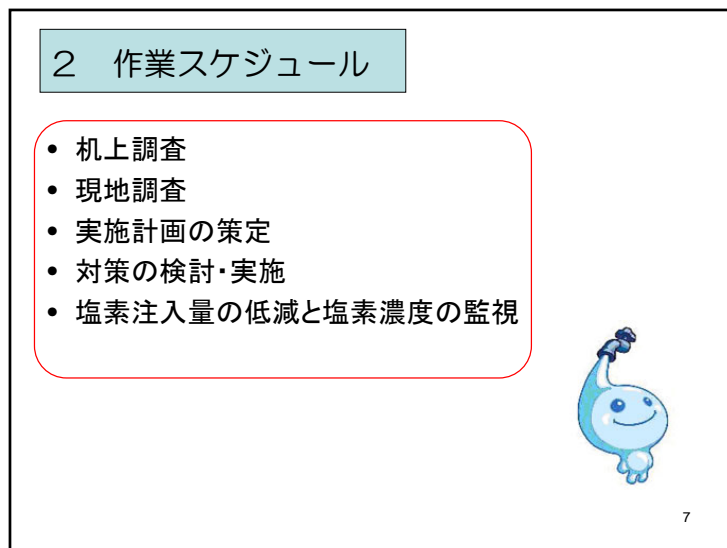 ２　作業スケジュール
• 机上調査
• 現地調査
• 実施計画の策定
• 対策の検討・実施
• 塩素注入量の低減と塩素濃度の監視
7